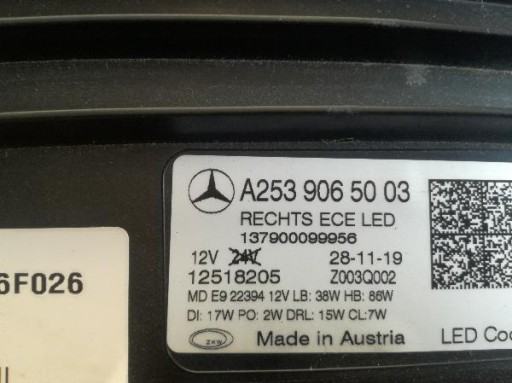 A253 906 50 03
RECHTS ECE LED
137900099956
12V 24V 28-11-19
12518205 Z003Q002
MD E9 22394 12V LB: 38W HB: 86W
DI: 17W PO: 2W DRL: 15W CL:7W
ZKW Made in Austria LED Coo
6F026